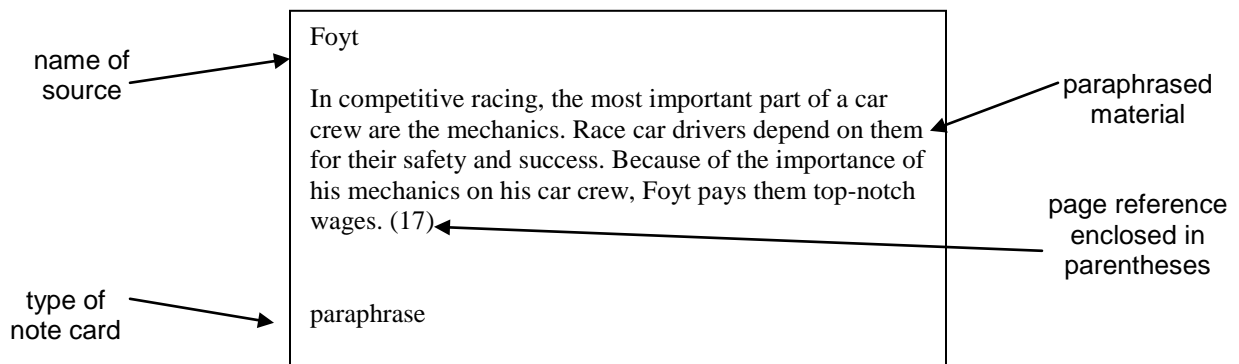 name of
source
Foyt
In competitive racing, the most important part of a car
crew are the mechanics. Race car drivers depend on them
for their safety and success. Because of the importance of
his mechanics on his car crew, Foyt pays them top-notch
wages. (17)
paraphrased
material
page reference
enclosed in
parentheses
type of
note card
paraphrase